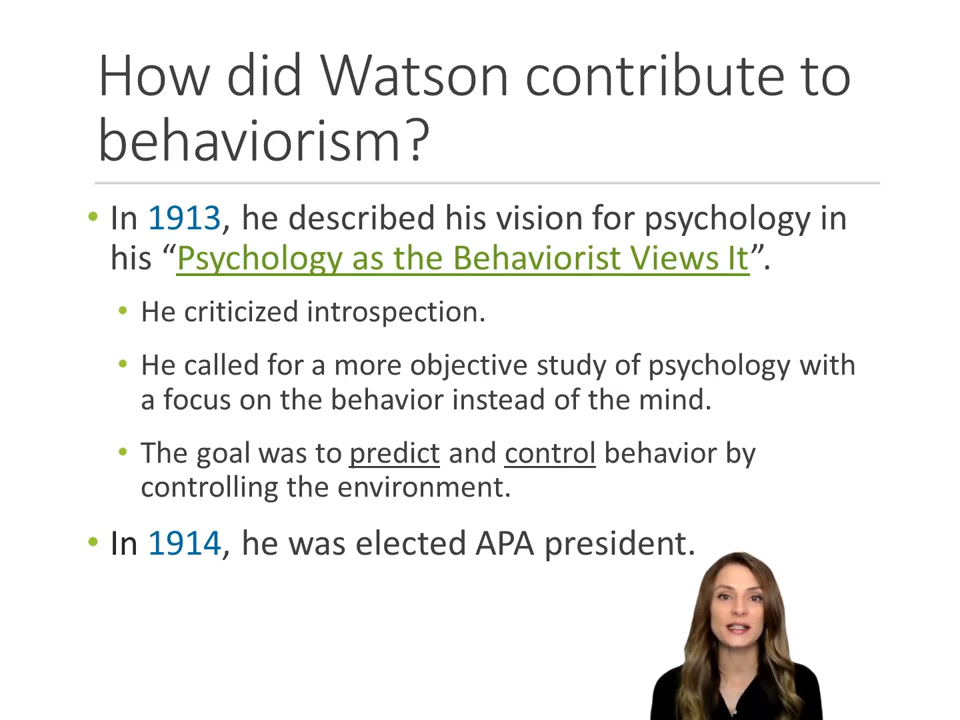 How did Watson contribute to
behaviorism?
• In 1913, he described his vision for psychology in
his “Psychology as the Behaviorist Views It”.
• He criticized introspection.
• He called for a more objective study of psychology with
a focus on the behavior instead of the mind.
• The goal was to predict and control behavior by
controlling the environment.
• In 1914, he was elected APA president.